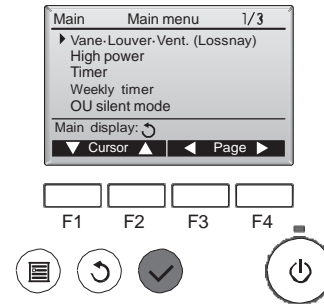 Main Main menu 1/3
Vane·Louver·Vent. (Lossnay)
High power
Timer
Weekly timer
OU silent mode
Main display:
Cursor Page
F1 F2 F3 F4